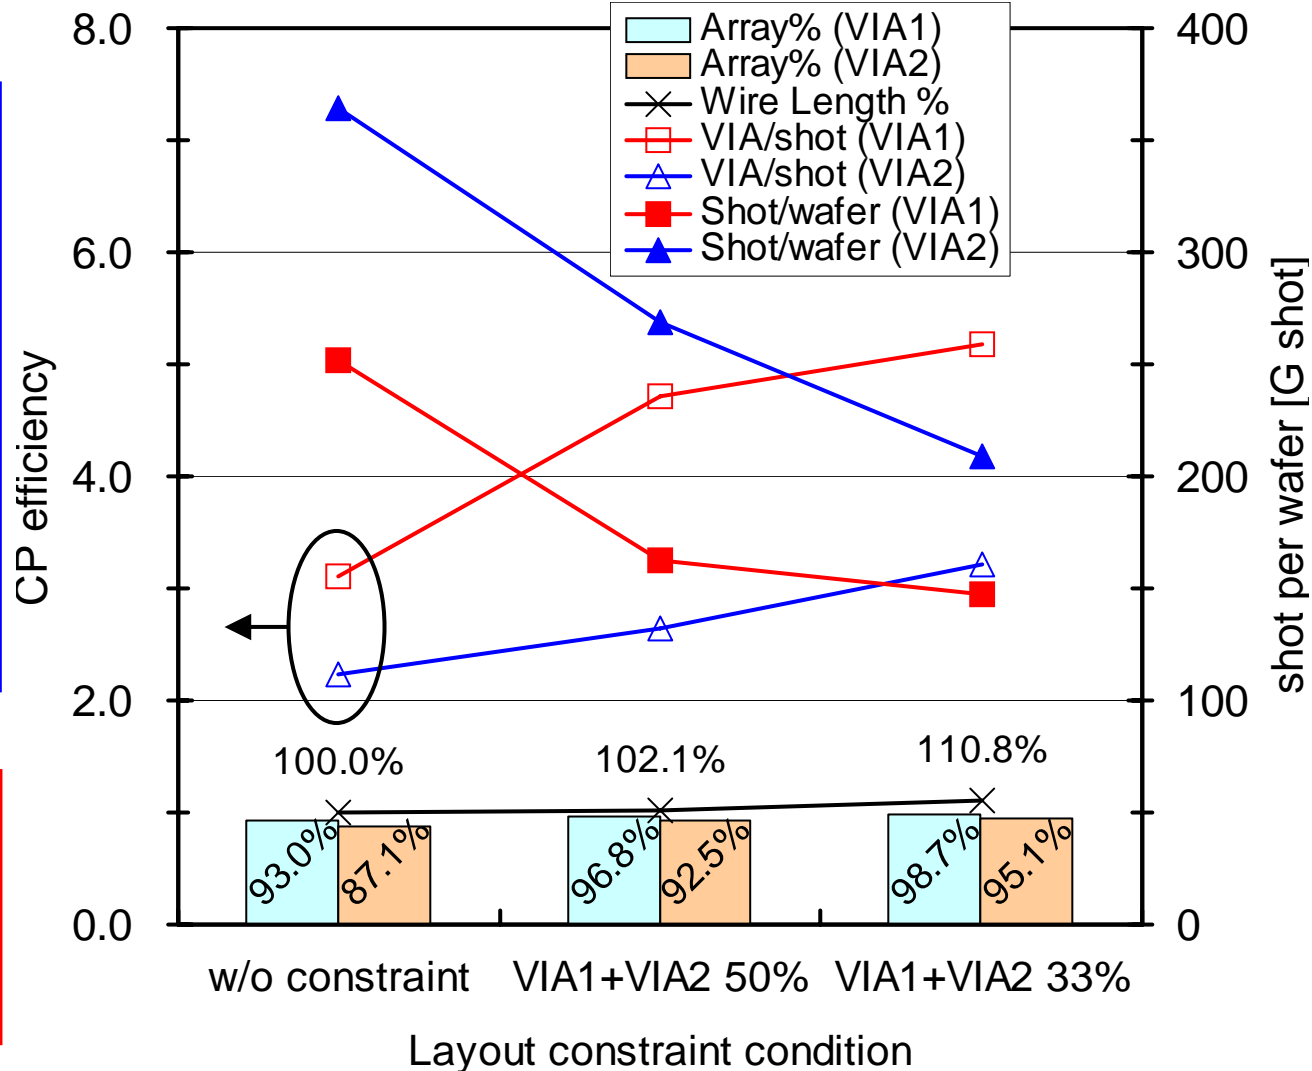 8.0
6.0
4.0
2.0
0.0
CP efficiency
400
300
200
100
0
shot per wafer [G shot]
Array% (VIA1)
Array% (VIA2)
Wire Length %
VIA/shot (VIA1)
VIA/shot (VIA2)
Shot/wafer (VIA1)
Shot/wafer (VIA2)
100.0%
102.1%
110.8%
93.0%
87.1%
96.8%
92.5%
98.7%
95.1%
w/o constraint
VIA1+VIA2 50%
VIA1+VIA2 33%
Layout constraint condition